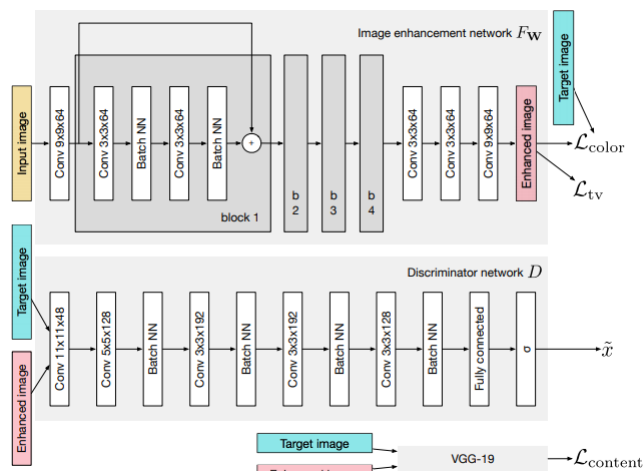 Image enhancement network F_W
Target image
Input image
Conv 9x9x64
Conv 3x3x64
Batch NN
Conv 3x3x64
Batch NN
+
block 1
b 2
b 3
b 4
Conv 3x3x64
Conv 3x3x64
Conv 9x9x64
Enhanced image
ℒcolor
ℒtv
Discriminator network D
Target image
Enhanced image
Conv 11x11x48
Conv 5x5x128
Batch NN
Conv 3x3x192
Batch NN
Conv 3x3x192
Batch NN
Conv 3x3x128
Batch NN
Fully connected
σ
x̃
Target image
VGG-19
ℒcontent